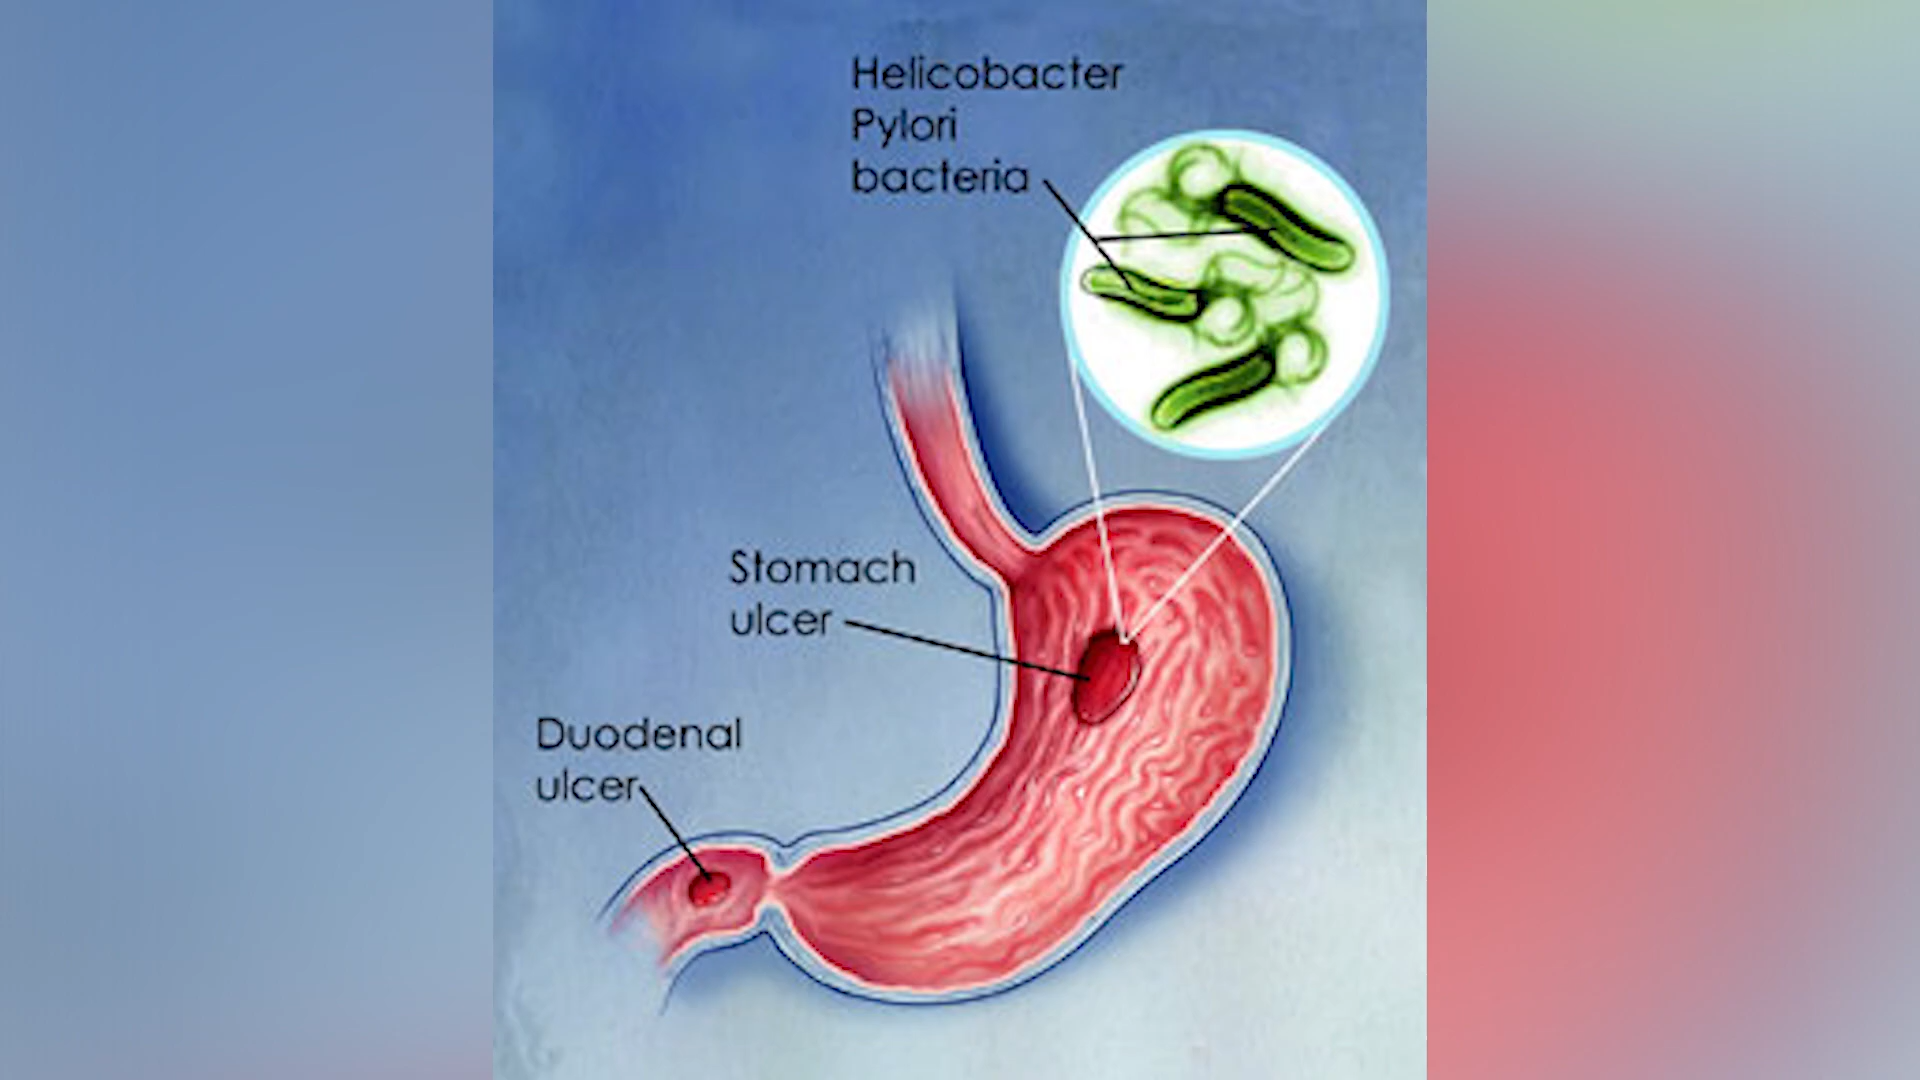 Helicobacter
Pylori
bacteria
Stomach
ulcer
Duodenal
ulcer